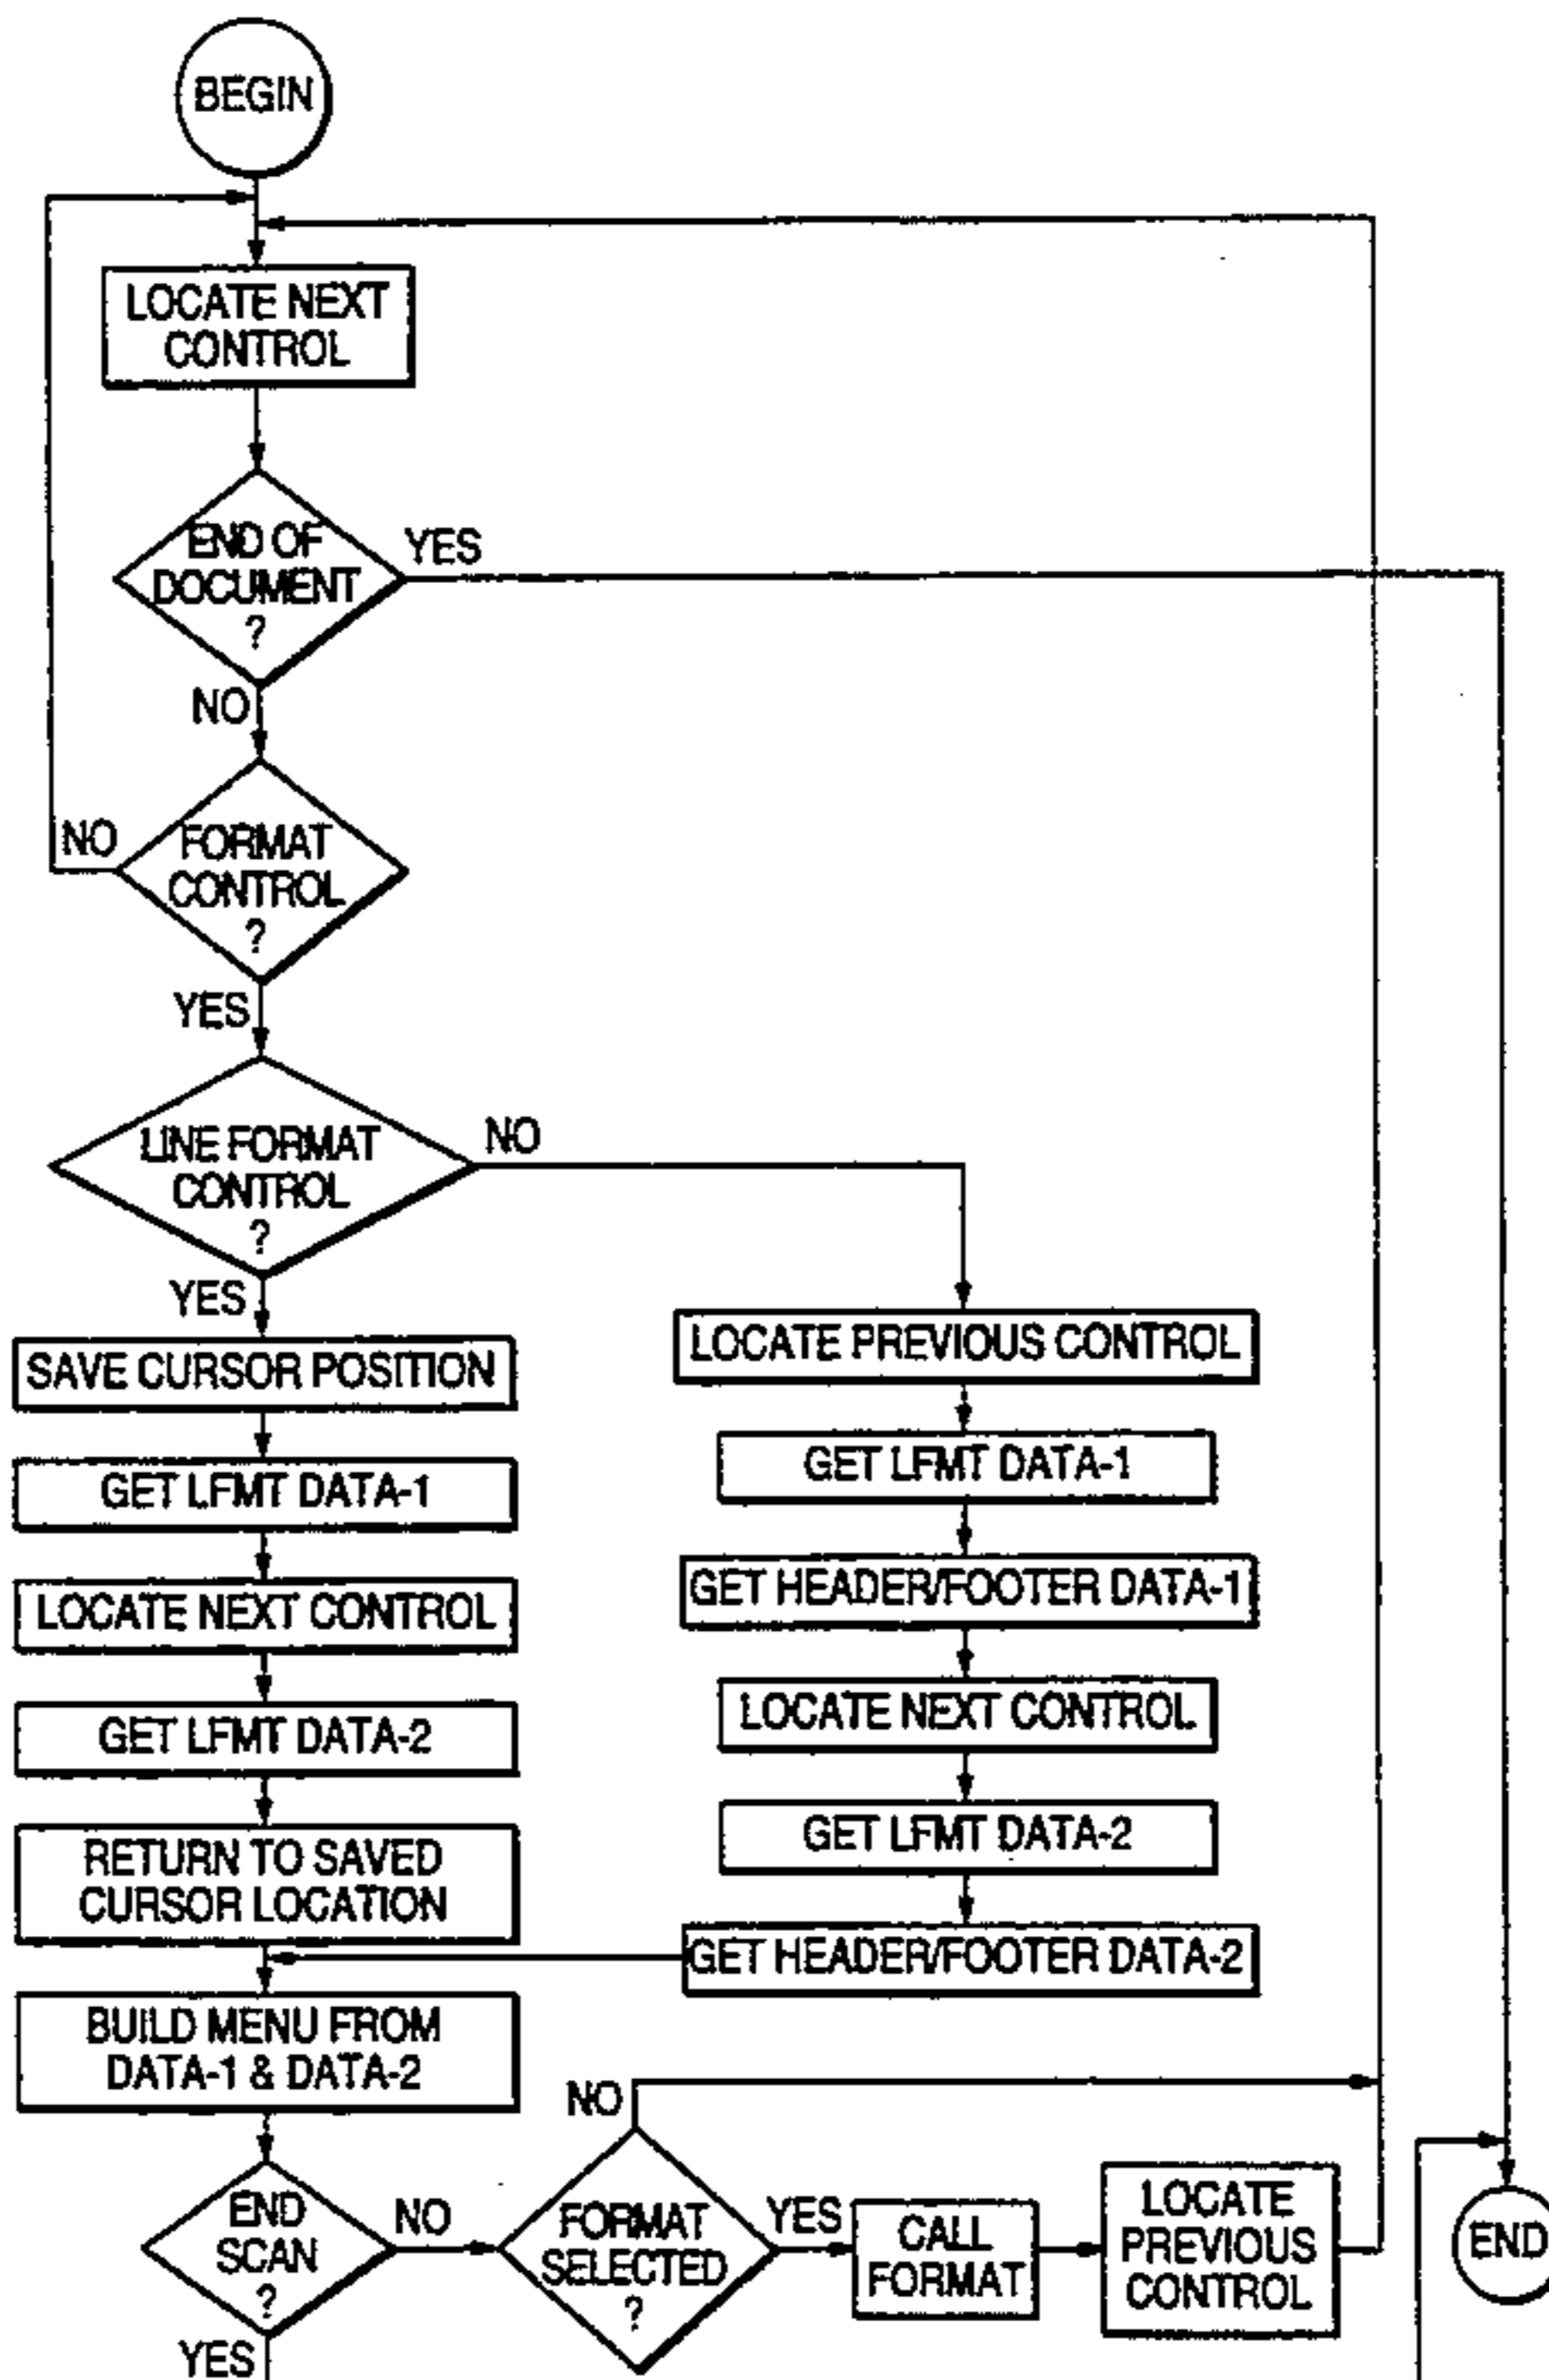 BEGIN
LOCATE NEXT
CONTROL
END OF
DOCUMENT
?
YES
NO
FORMAT
CONTROL
?
NO
YES
LINE FORMAT
CONTROL
?
NO
YES
SAVE CURSOR POSITION
GET LFMT DATA-1
LOCATE NEXT CONTROL
GET LFMT DATA-2
RETURN TO SAVED
CURSOR LOCATION
LOCATE PREVIOUS CONTROL
GET LFMT DATA-1
GET HEADER/FOOTER DATA-1
LOCATE NEXT CONTROL
GET LFMT DATA-2
GET HEADER/FOOTER DATA-2
BUILD MENU FROM
DATA-1 & DATA-2
END
SCAN
?
NO
YES
FORMAT
SELECTED
?
NO
YES
CALL
FORMAT
LOCATE
PREVIOUS
CONTROL
END